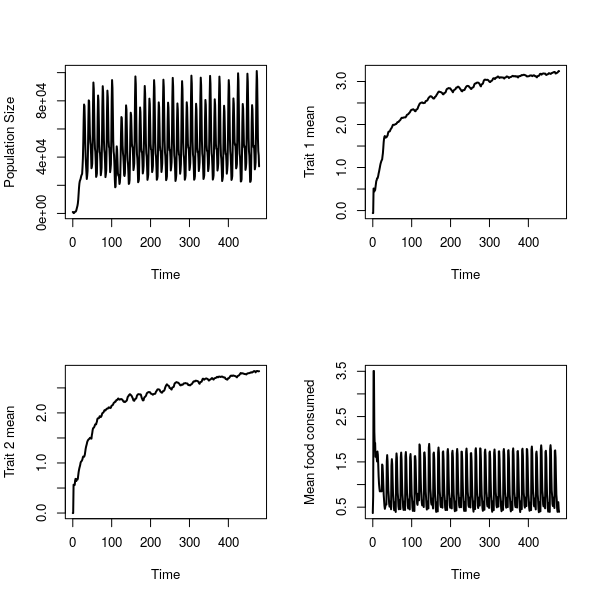 Population Size
8e+04
4e+04
0e+00
0 100 200 300 400
Time
Trait 1 mean
3.0
2.0
1.0
0.0
0 100 200 300 400
Time
Trait 2 mean
2.0
1.0
0.0
0 100 200 300 400
Time
Mean food consumed
3.5
2.5
1.5
0.5
0 100 200 300 400
Time